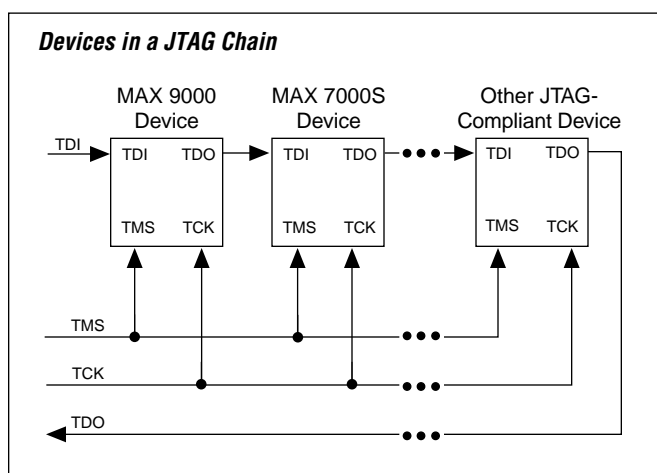 Devices in a JTAG Chain
MAX 9000
Device
MAX 7000S
Device
Other JTAG-
Compliant Device
TDI
TDI TDO
TMS TCK
TDI TDO
TMS TCK
TDI TDO
TMS TCK
TMS
TCK
TDO